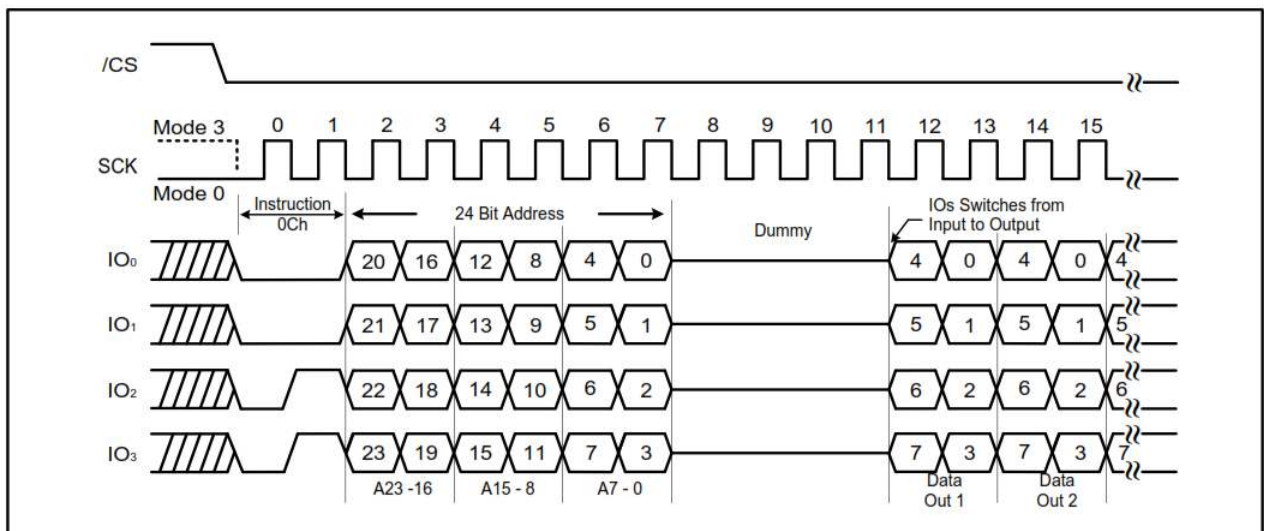 /CS
Mode 3 0 1 2 3 4 5 6 7 8 9 10 11 12 13 14 15
SCK
Mode 0
Instruction
0Ch
24 Bit Address
Dummy
IOs Switches from
Input to Output
IO0 20 16 12 8 4 0 4 0 4 0 4
IO1 21 17 13 9 5 1 5 1 5 1 5
IO2 22 18 14 10 6 2 6 2 6 2 6
IO3 23 19 15 11 7 3 7 3 7 3 7
A23 -16 A15 - 8 A7 - 0
Data
Out 1
Data
Out 2